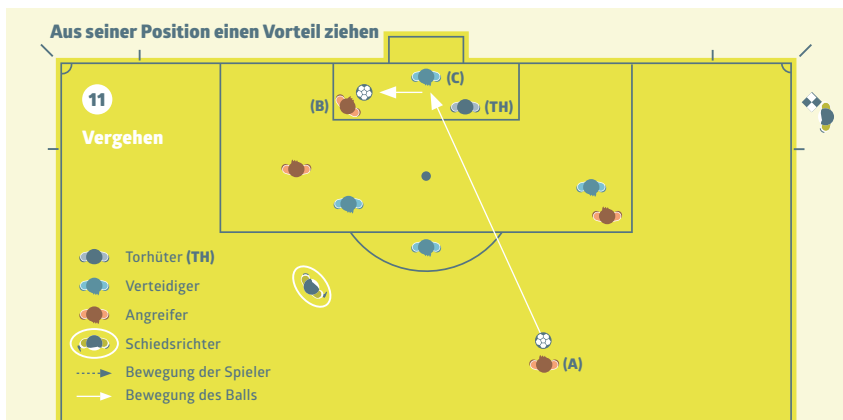 Aus seiner Position einen Vorteil ziehen
11
Vergehen
(C)
(B)
(TH)
Torhüter (TH)
Verteidiger
Angreifer
Schiedsrichter
(A)
Bewegung der Spieler
Bewegung des Balls